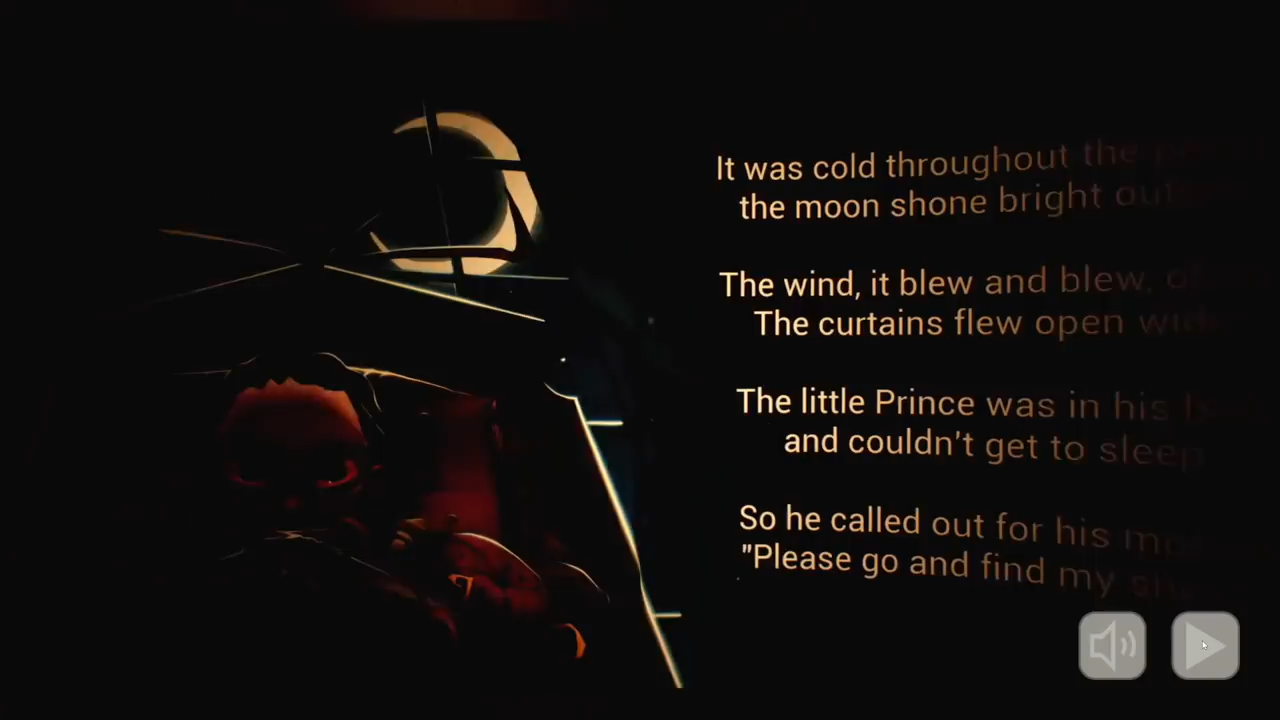 It was cold throughout the
the moon shone bright
The wind, it blew and blew,
The curtains flew open
The little Prince was in his
and couldn't get to sleep
So he called out for his
"Please go and find my